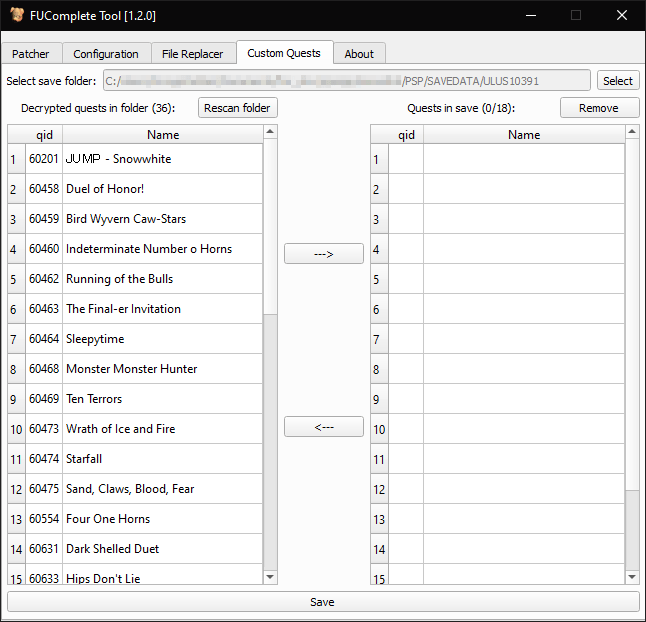 FUComplete Tool [1.2.0]
Patcher Configuration File Replacer Custom Quests About
Select save folder: C:/ /PSP/SAVEDATA/ULUS10391 Select
Decrypted quests in folder (36): Rescan folder Quests in save (0/18): Remove
qid Name qid Name
1 60201 JUMP - Snowwhite 1
2 60458 Duel of Honor! 2
3 60459 Bird Wyvern Caw-Stars 3
4 60460 Indeterminate Number o Horns 4
--->
5 60462 Running of the Bulls 5
6 60463 The Final-er Invitation 6
7 60464 Sleepytime 7
8 60468 Monster Monster Hunter 8
9 60469 Ten Terrors 9
10 60473 Wrath of Ice and Fire 10
<---
11 60474 Starfall 11
12 60475 Sand, Claws, Blood, Fear 12
13 60554 Four One Horns 13
14 60631 Dark Shelled Duet 14
15 60633 Hips Don't Lie 15
Save